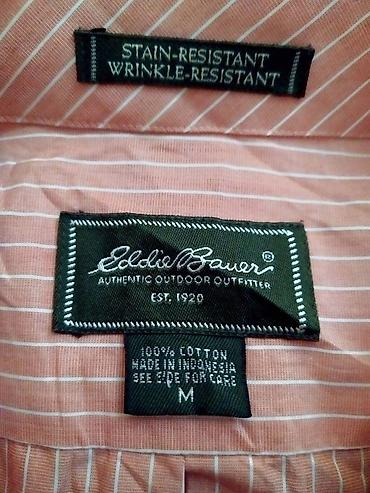 STAIN-RESISTANT
WRINKLE-RESISTANT
Eddie Bauer®
AUTHENTIC OUTDOOR OUTFITTER
EST. 1920
100% COTTON
MADE IN INDONESIA
SEE SIDE FOR CARE
M